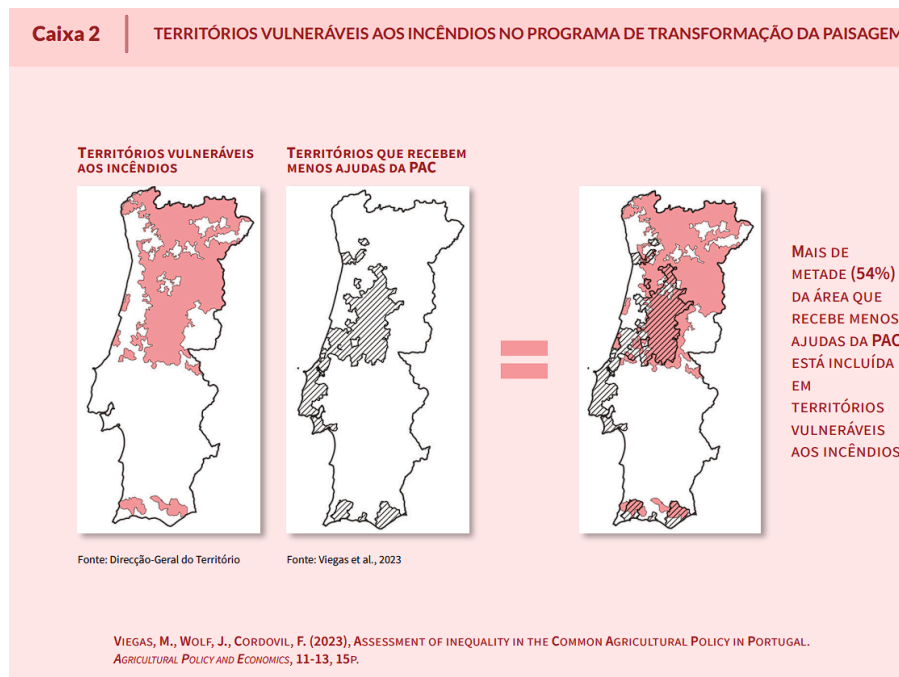 Caixa 2
TERRITÓRIOS VULNERÁVEIS AOS INCÊNDIOS NO PROGRAMA DE TRANSFORMAÇÃO DA PAISAGEM
TERRITÓRIOS VULNERÁVEIS
AOS INCÊNDIOS
TERRITÓRIOS QUE RECEBEM
MENOS AJUDAS DA PAC
MAIS DE
METADE (54%)
DA ÁREA QUE
RECEBE MENOS
AJUDAS DA PAC
ESTÁ INCLUÍDA
EM
TERRITÓRIOS
VULNERÁVEIS
AOS INCÊNDIOS
Fonte: Direcção-Geral do Território
Fonte: Viegas et al., 2023
VIEGAS, M., WOLF, J., CORDOVIL, F. (2023), ASSESSMENT OF INEQUALITY IN THE COMMON AGRICULTURAL POLICY IN PORTUGAL.
AGRICULTURAL POLICY AND ECONOMICS, 11-13, 15P.